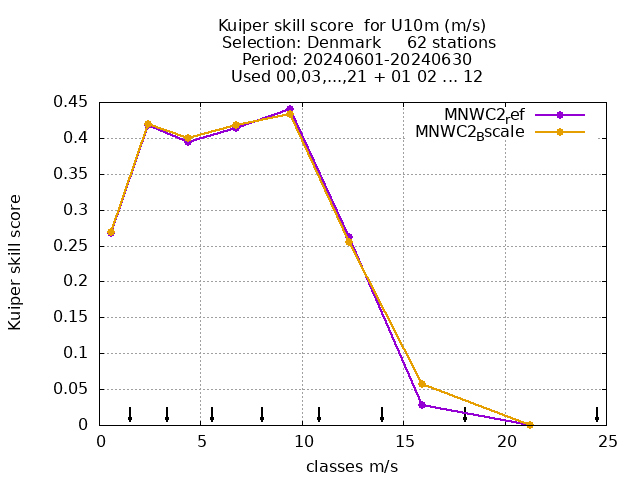 Kuiper skill score  for U10m (m/s)
Selection: Denmark     62 stations
Period: 20240601-20240630
Used 00,03,...,21 + 01 02 ... 12
MNWC2ref
MNWC2Bscale
0.45
0.4
0.35
0.3
0.25
0.2
0.15
0.1
0.05
0
Kuiper skill score
0 5 10 15 20 25
classes m/s